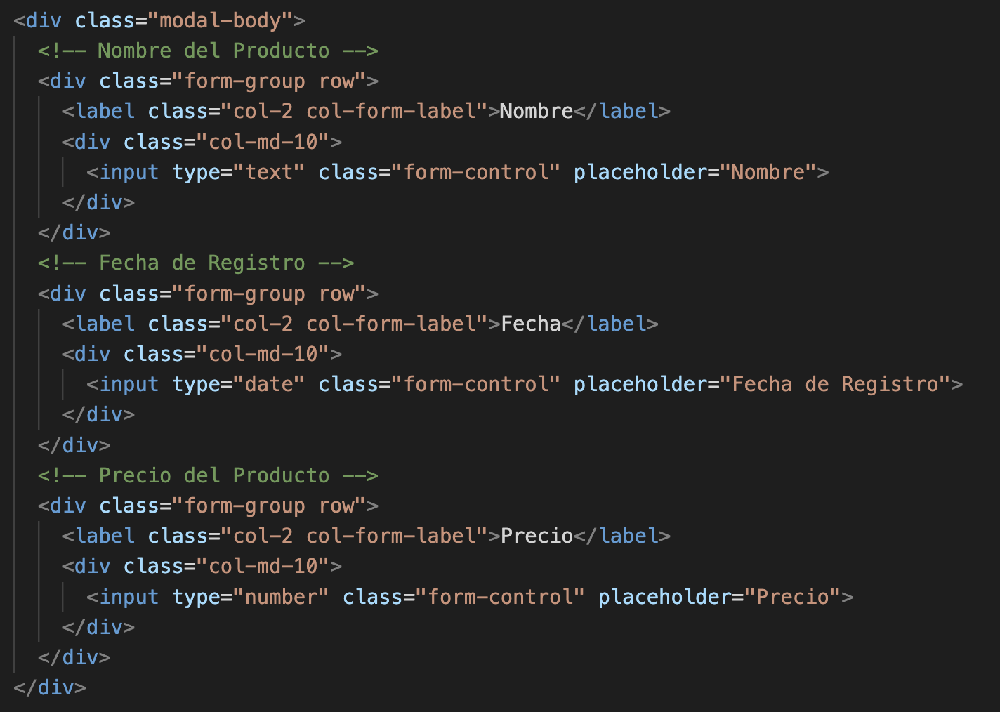 <div class="modal-body">
  <!-- Nombre del Producto -->
  <div class="form-group row">
    <label class="col-2 col-form-label">Nombre</label>
    <div class="col-md-10">
      <input type="text" class="form-control" placeholder="Nombre">
    </div>
  </div>
  <!-- Fecha de Registro -->
  <div class="form-group row">
    <label class="col-2 col-form-label">Fecha</label>
    <div class="col-md-10">
      <input type="date" class="form-control" placeholder="Fecha de Registro">
    </div>
  </div>
  <!-- Precio del Producto -->
  <div class="form-group row">
    <label class="col-2 col-form-label">Precio</label>
    <div class="col-md-10">
      <input type="number" class="form-control" placeholder="Precio">
    </div>
  </div>
</div>